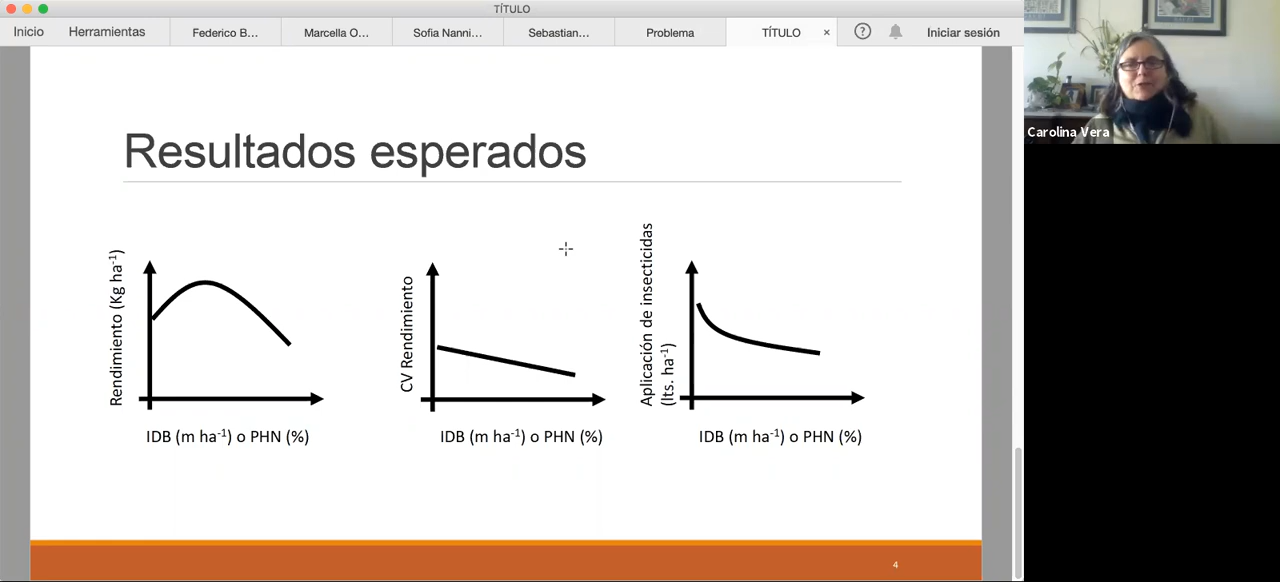 TÍTULO
Inicio Herramientas Federico B... Marcella O... Sofia Nanni... Sebastian... Problema TÍTULO × ? Iniciar sesión
Carolina Vera
Resultados esperados
Rendimiento (Kg ha⁻¹)
IDB (m ha⁻¹) o PHN (%)
CV Rendimiento
IDB (m ha⁻¹) o PHN (%)
Aplicación de insecticidas
(lts. ha⁻¹)
IDB (m ha⁻¹) o PHN (%)
4